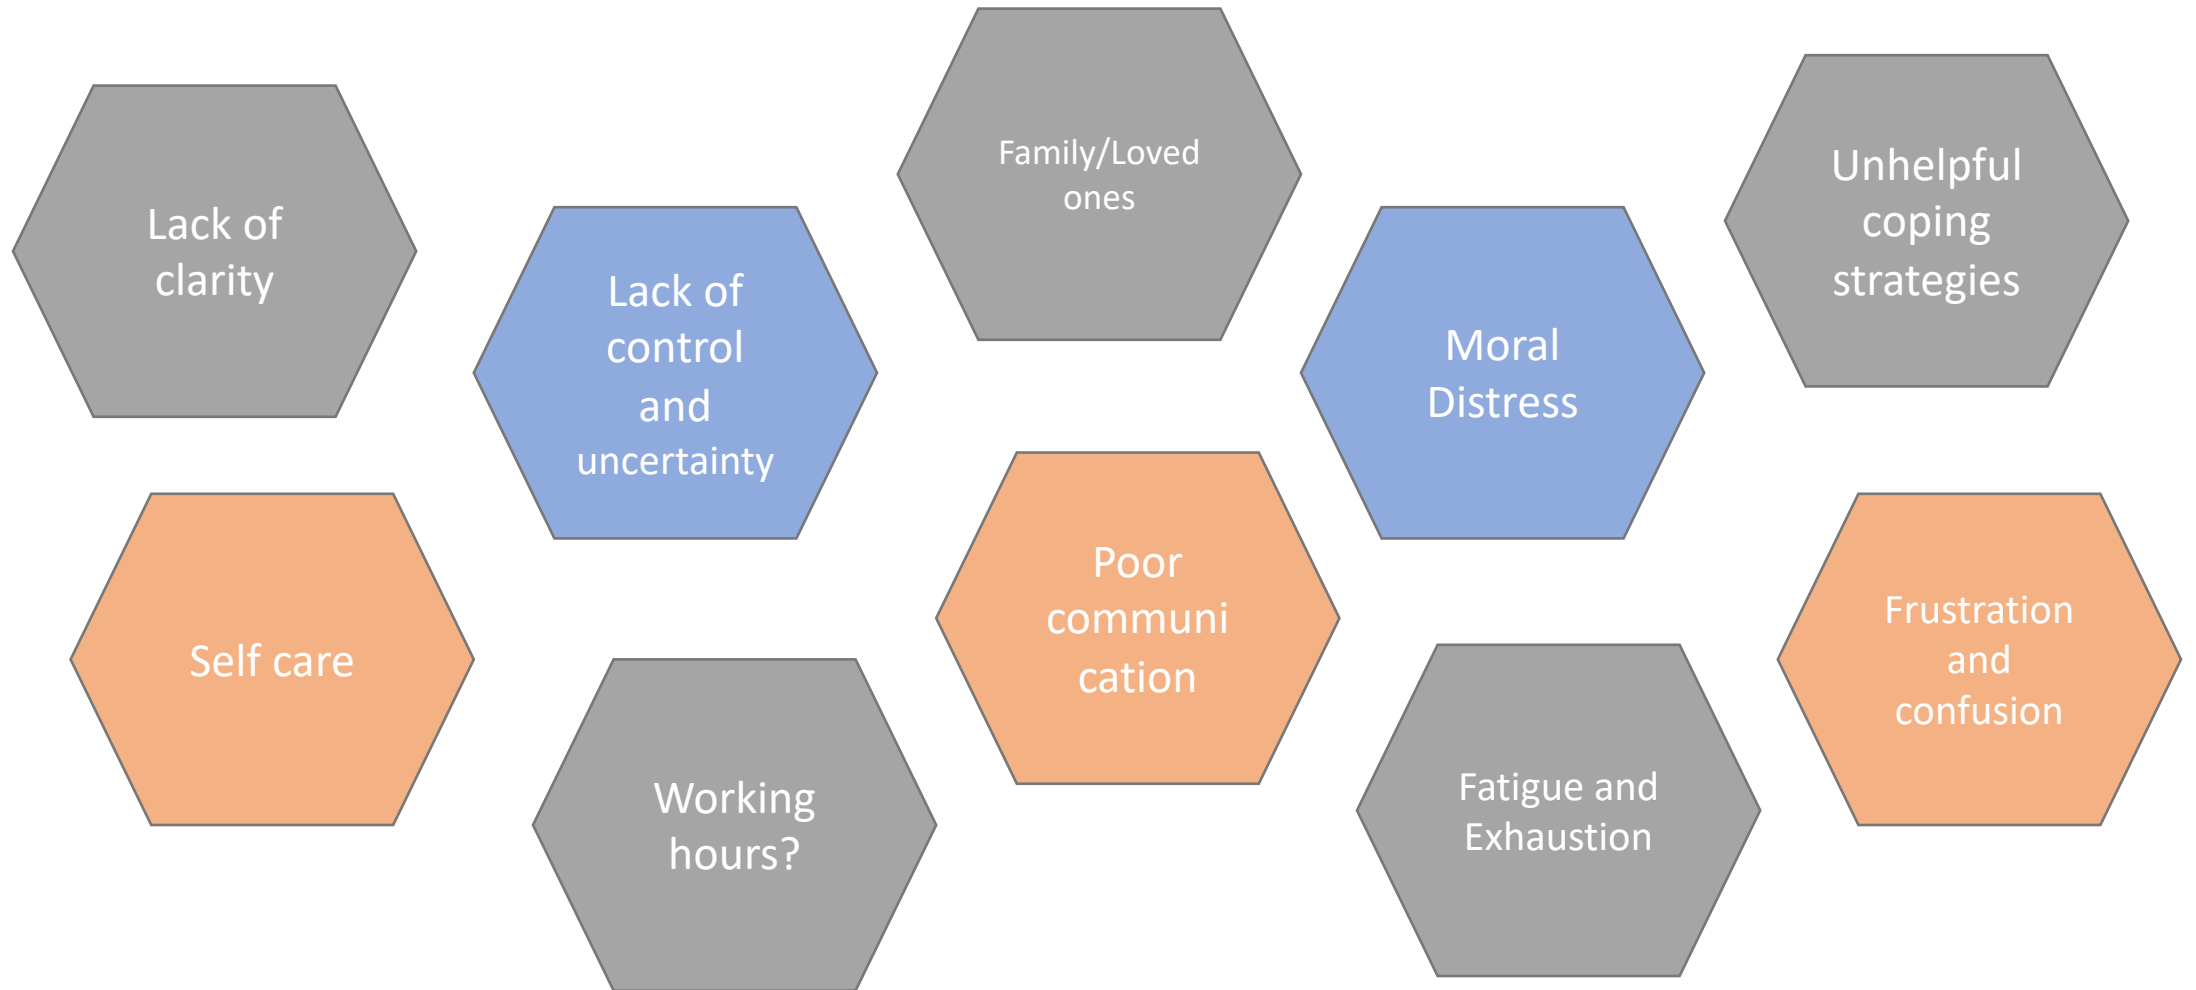 Lack of
clarity
Lack of
control
and
uncertainty
Family/Loved
ones
Moral
Distress
Unhelpful
coping
strategies
Self care
Working
hours?
Poor
communi
cation
Fatigue and
Exhaustion
Frustration
and
confusion